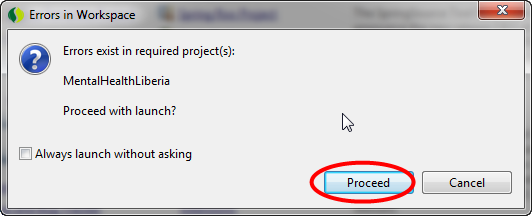 Errors in Workspace
Errors exist in required project(s):
MentalHealthLiberia
Proceed with launch?
Always launch without asking
Proceed
Cancel